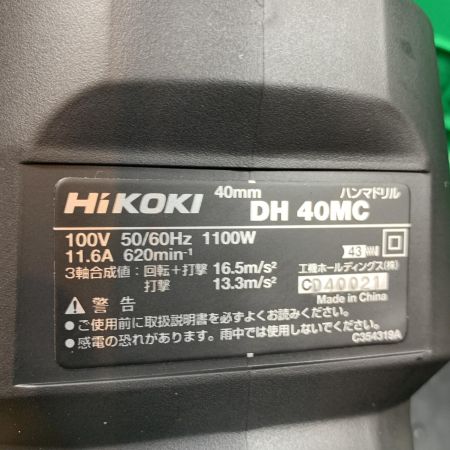 HiKOKI 40mm ハンマドリル
DH 40MC
100V 50/60Hz 1100W
11.6A 620min⁻¹ 43
3軸合成値：回転＋打撃 16.5m/s² 工機ホールディングス(株)
打撃 13.3m/s² C040021
Made in China
警告
●ご使用前に取扱説明書を必ずよくお読みください。
●感電の恐れがあります。雨中では使用しないでください。
C354319A